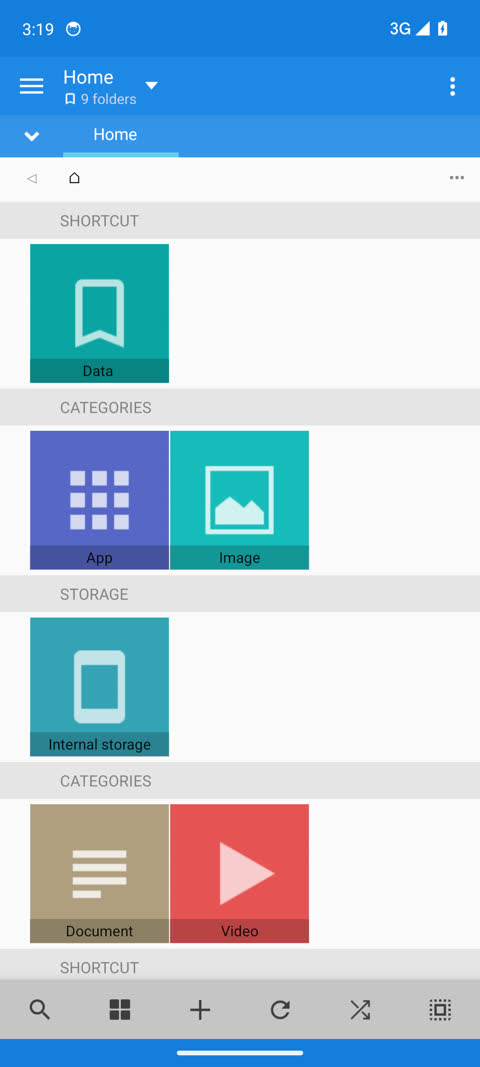 3:19
3G
Home
9 folders
Home
SHORTCUT
Data
CATEGORIES
App
Image
STORAGE
Internal storage
CATEGORIES
Document
Video
SHORTCUT